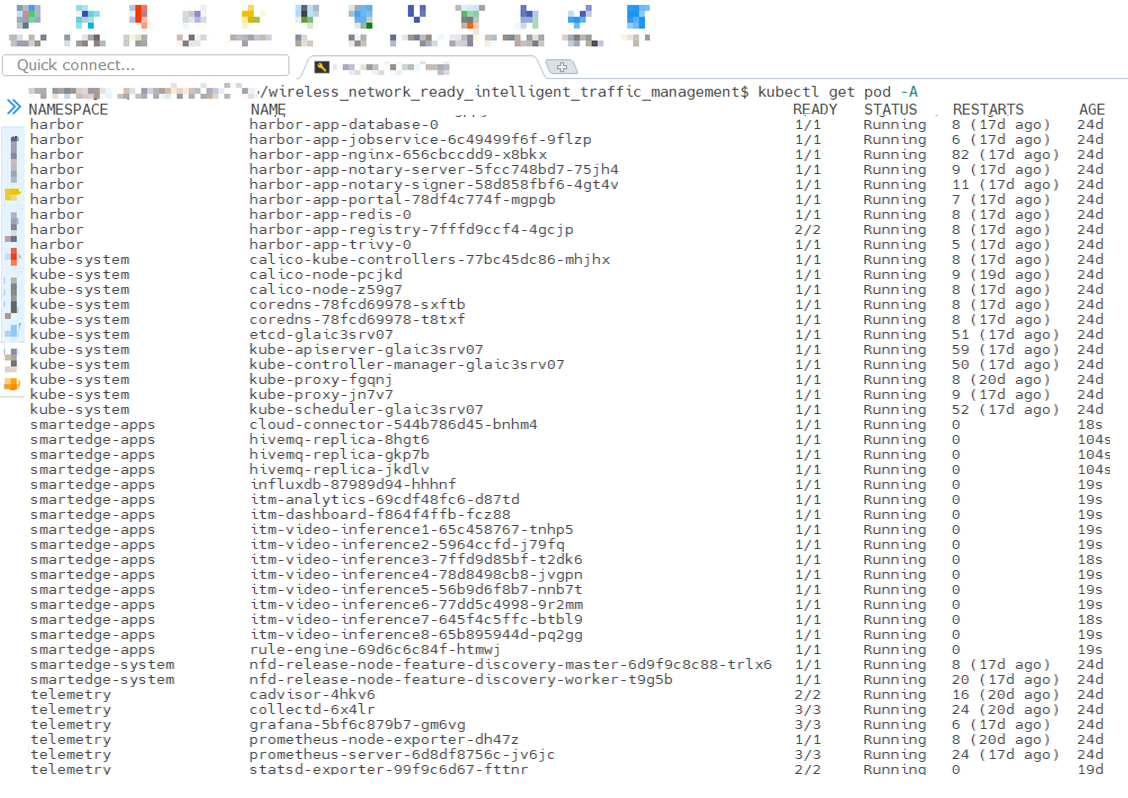 Quick connect...
/wireless_network_ready_intelligent_traffic_management$ kubectl get pod -A
NAMESPACE NAME READY STATUS RESTARTS AGE
harbor harbor-app-database-0 1/1 Running 8 (17d ago) 24d
harbor harbor-app-jobservice-6c49499f6f-9flzp 1/1 Running 6 (17d ago) 24d
harbor harbor-app-nginx-656cbccdd9-x8bkx 1/1 Running 82 (17d ago) 24d
harbor harbor-app-notary-server-5fcc748bd7-75jh4 1/1 Running 9 (17d ago) 24d
harbor harbor-app-notary-signer-58d858fbf6-4gt4v 1/1 Running 11 (17d ago) 24d
harbor harbor-app-portal-78df4c774f-mgpgb 1/1 Running 7 (17d ago) 24d
harbor harbor-app-redis-0 1/1 Running 8 (17d ago) 24d
harbor harbor-app-registry-7fffd9ccf4-4gcjp 2/2 Running 8 (17d ago) 24d
harbor harbor-app-trivy-0 1/1 Running 5 (17d ago) 24d
kube-system calico-kube-controllers-77bc45dc86-mhjhx 1/1 Running 8 (17d ago) 24d
kube-system calico-node-pcjkd 1/1 Running 9 (19d ago) 24d
kube-system calico-node-z59g7 1/1 Running 8 (17d ago) 24d
kube-system coredns-78fcd69978-sxftb 1/1 Running 8 (17d ago) 24d
kube-system coredns-78fcd69978-t8txf 1/1 Running 8 (17d ago) 24d
kube-system etcd-glaic3srv07 1/1 Running 51 (17d ago) 24d
kube-system kube-apiserver-glaic3srv07 1/1 Running 59 (17d ago) 24d
kube-system kube-controller-manager-glaic3srv07 1/1 Running 50 (17d ago) 24d
kube-system kube-proxy-fgqnj 1/1 Running 8 (20d ago) 24d
kube-system kube-proxy-jn7v7 1/1 Running 9 (17d ago) 24d
kube-system kube-scheduler-glaic3srv07 1/1 Running 52 (17d ago) 24d
smartedge-apps cloud-connector-544b786d45-bnhm4 1/1 Running 0 18s
smartedge-apps hivemq-replica-8hgt6 1/1 Running 0 104s
smartedge-apps hivemq-replica-gkp7b 1/1 Running 0 104s
smartedge-apps hivemq-replica-jkdlv 1/1 Running 0 104s
smartedge-apps influxdb-87989d94-hhhnf 1/1 Running 0 19s
smartedge-apps itm-analytics-69cdf48fc6-d87td 1/1 Running 0 19s
smartedge-apps itm-dashboard-f864f4ffb-fcz88 1/1 Running 0 19s
smartedge-apps itm-video-inference1-65c458767-tnhp5 1/1 Running 0 19s
smartedge-apps itm-video-inference2-5964ccfd-j79fq 1/1 Running 0 19s
smartedge-apps itm-video-inference3-7ffd9d85bf-t2dk6 1/1 Running 0 18s
smartedge-apps itm-video-inference4-78d8498cb8-jvgpn 1/1 Running 0 19s
smartedge-apps itm-video-inference5-56b9d6f8b7-nnb7t 1/1 Running 0 19s
smartedge-apps itm-video-inference6-77dd5c4998-9r2mm 1/1 Running 0 19s
smartedge-apps itm-video-inference7-645f4c5ffc-btbl9 1/1 Running 0 18s
smartedge-apps itm-video-inference8-65b895944d-pq2gg 1/1 Running 0 19s
smartedge-apps rule-engine-69d6c6c84f-htmwj 1/1 Running 0 19s
smartedge-system nfd-release-node-feature-discovery-master-6d9f9c8c88-trlx6 1/1 Running 8 (17d ago) 24d
smartedge-system nfd-release-node-feature-discovery-worker-t9g5b 1/1 Running 20 (17d ago) 24d
telemetry cadvisor-4hkv6 2/2 Running 16 (20d ago) 24d
telemetry collectd-6x4lr 3/3 Running 24 (20d ago) 24d
telemetry grafana-5bf6c879b7-gm6vg 3/3 Running 6 (17d ago) 24d
telemetry prometheus-node-exporter-dh47z 1/1 Running 8 (20d ago) 24d
telemetry prometheus-server-6d8df8756c-jv6jc 3/3 Running 24 (17d ago) 24d
telemetry statsd-exporter-99f9c6d67-fttnr 2/2 Running 0 19d